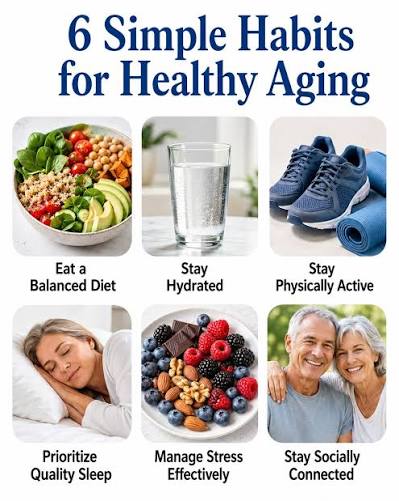 6 Simple Habits
for Healthy Aging
Eat a
Balanced Diet
Stay
Hydrated
Stay
Physically Active
Prioritize
Quality Sleep
Manage Stress
Effectively
Stay Socially
Connected